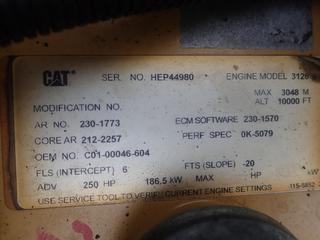 CAT SER. NO. HEP44980 ENGINE MODEL 3126
MAX 3048 M
MODIFICATION NO. ALT 10000 FT
AR NO. 230-1773 ECM SOFTWARE 230-1570
CORE AR 212-2257 PERF SPEC 0K-5079
OEM NO. C01-00046-604
FLS (INTERCEPT) 6 FTS (SLOPE) -20
ADV 250 HP 186.5 kW MAX HP kW
USE SERVICE TOOL TO VERIFY CURRENT ENGINE SETTINGS 115-5852